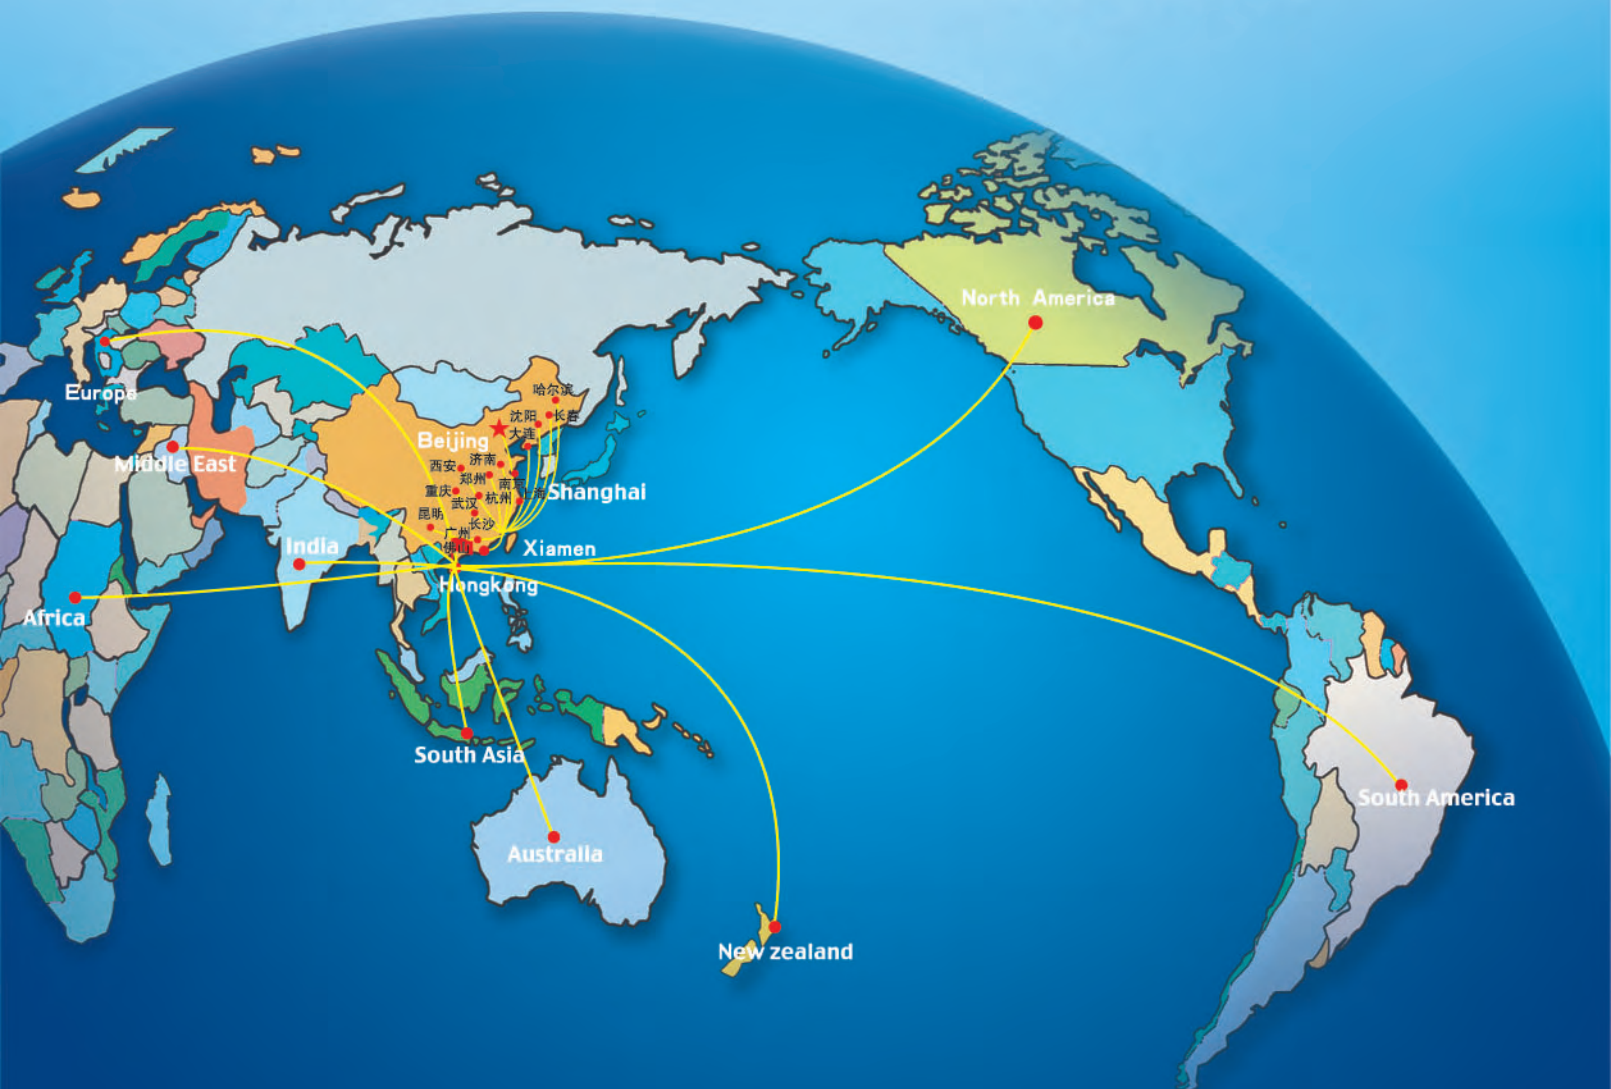 North America
Europe
哈尔滨
沈阳
长春
大连
Beijing
济南
西安
Middle East
郑州
南京
重庆
杭州
上海
Shanghai
武汉
昆明
长沙
广州
India
佛山
Xiamen
Hongkong
Africa
South Asia
South America
Australia
New zealand